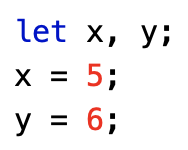 let x, y;
x = 5;
y = 6;